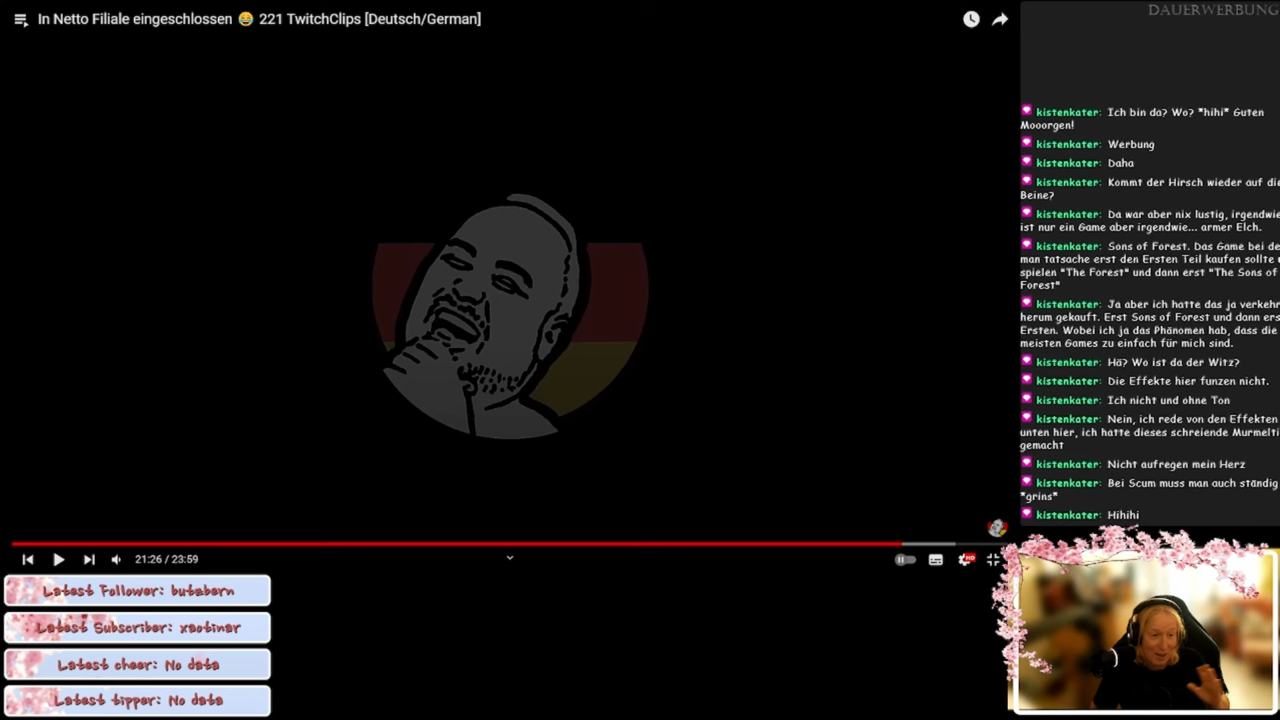 In Netto Filiale eingeschlossen 😂 221 TwitchClips [Deutsch/German]
DAUERWERBUNG
kistenkater: Ich bin da? Wo? *hihi* Guten
Mooorgen!
kistenkater: Werbung
kistenkater: Daha
kistenkater: Kommt der Hirsch wieder auf die
Beine?
kistenkater: Da war aber nix lustig, irgendwie
ist nur ein Game aber irgendwie... armer Elch.
kistenkater: Sons of Forest. Das Game bei de
man tatsache erst den Ersten Teil kaufen sollte
spielen "The Forest" und dann erst "The Sons of
Forest"
kistenkater: Ja aber ich hatte das ja verkehr
herum gekauft. Erst Sons of Forest und dann ers
Ersten. Wobei ich ja das Phänomen hab, dass die
meisten Games zu einfach für mich sind.
kistenkater: Hä? Wo ist da der Witz?
kistenkater: Die Effekte hier funzen nicht.
kistenkater: Ich nicht und ohne Ton
kistenkater: Nein, ich rede von den Effekten
unten hier, ich hatte dieses schreiende Murmelti
gemacht
kistenkater: Nicht aufregen mein Herz
kistenkater: Bei Scum muss man auch ständig
*grins*
kistenkater: Hihihi
21:26 / 23:59
HD
Latest Follower: butzbern
Latest Subscriber: xaotinar
Latest cheer: No data
Latest tipper: No data